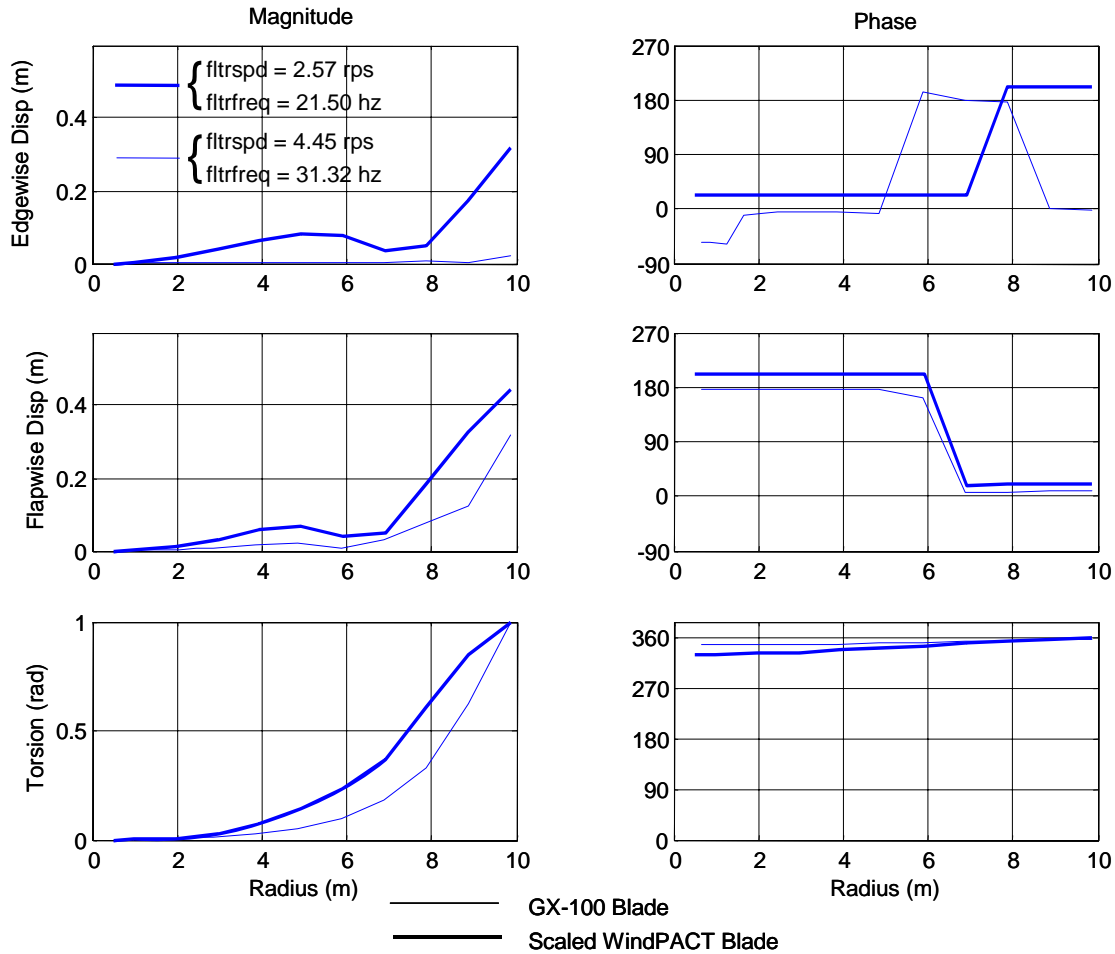 Magnitude
Phase
Edgewise Disp (m)
0.4
0.2
0
fltrspd = 2.57 rps
fltrfreq = 21.50 hz
fltrspd = 4.45 rps
fltrfreq = 31.32 hz
0 2 4 6 8 10
270
180
90
0
-90
0 2 4 6 8 10
Flapwise Disp (m)
0.4
0.2
0
0 2 4 6 8 10
270
180
90
0
-90
0 2 4 6 8 10
Torsion (rad)
1
0.5
0
0 2 4 6 8 10
Radius (m)
360
270
180
90
0
0 2 4 6 8 10
Radius (m)
GX-100 Blade
Scaled WindPACT Blade